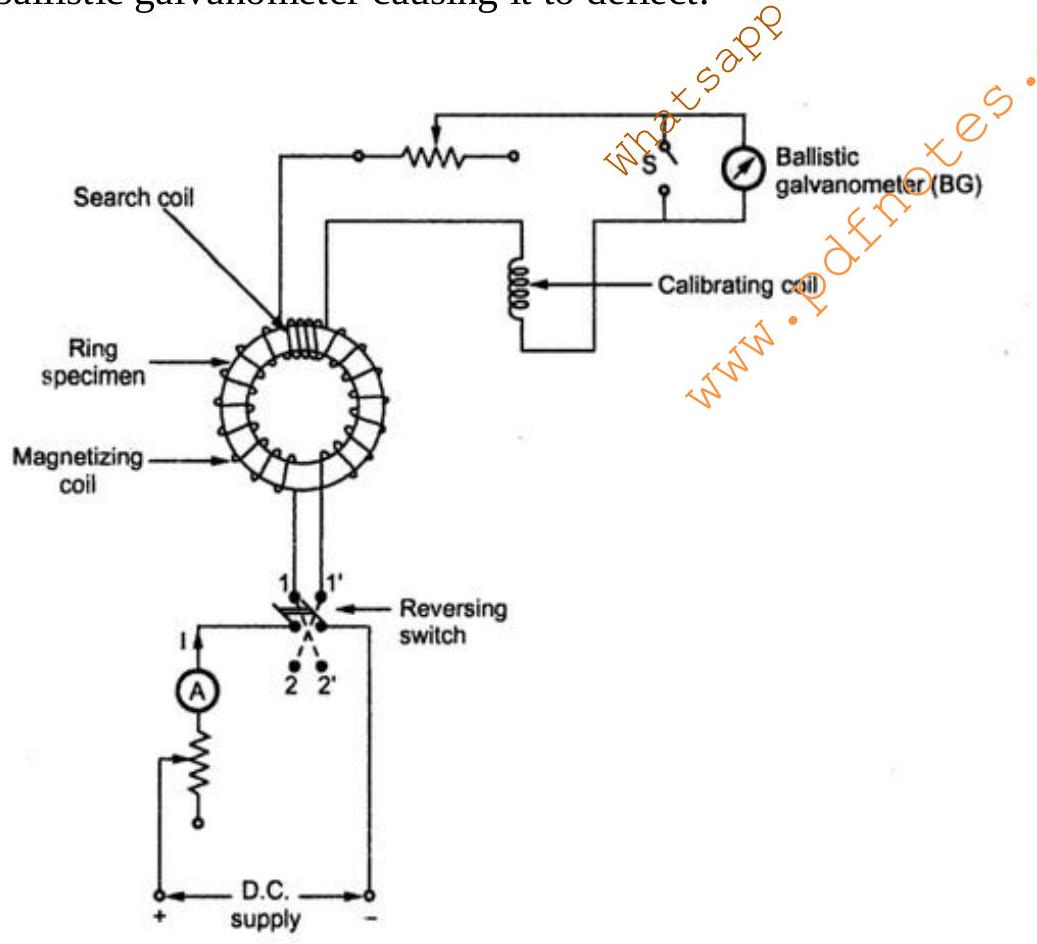 ballistic galvanometer causing it to deflect.
whatsapp
www.pdfnotes.
S
Ballistic
galvanometer (BG)
Search coil
Calibrating coil
Ring
specimen
Magnetizing
coil
1 1'
Reversing
switch
I
A
2 2'
D.C.
supply
+ −